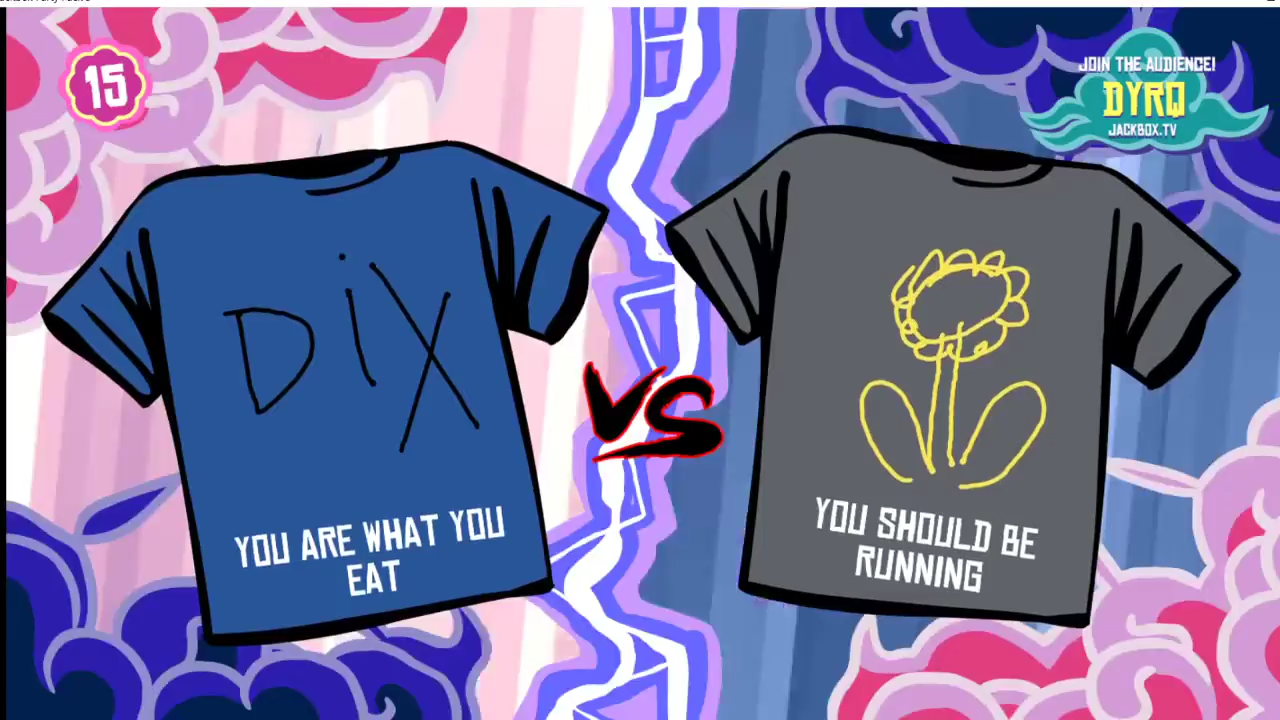 15
JOIN THE AUDIENCE!
DYRQ
JACKBOX.TV
DiX
YOU ARE WHAT YOU
EAT
VS
YOU SHOULD BE
RUNNING